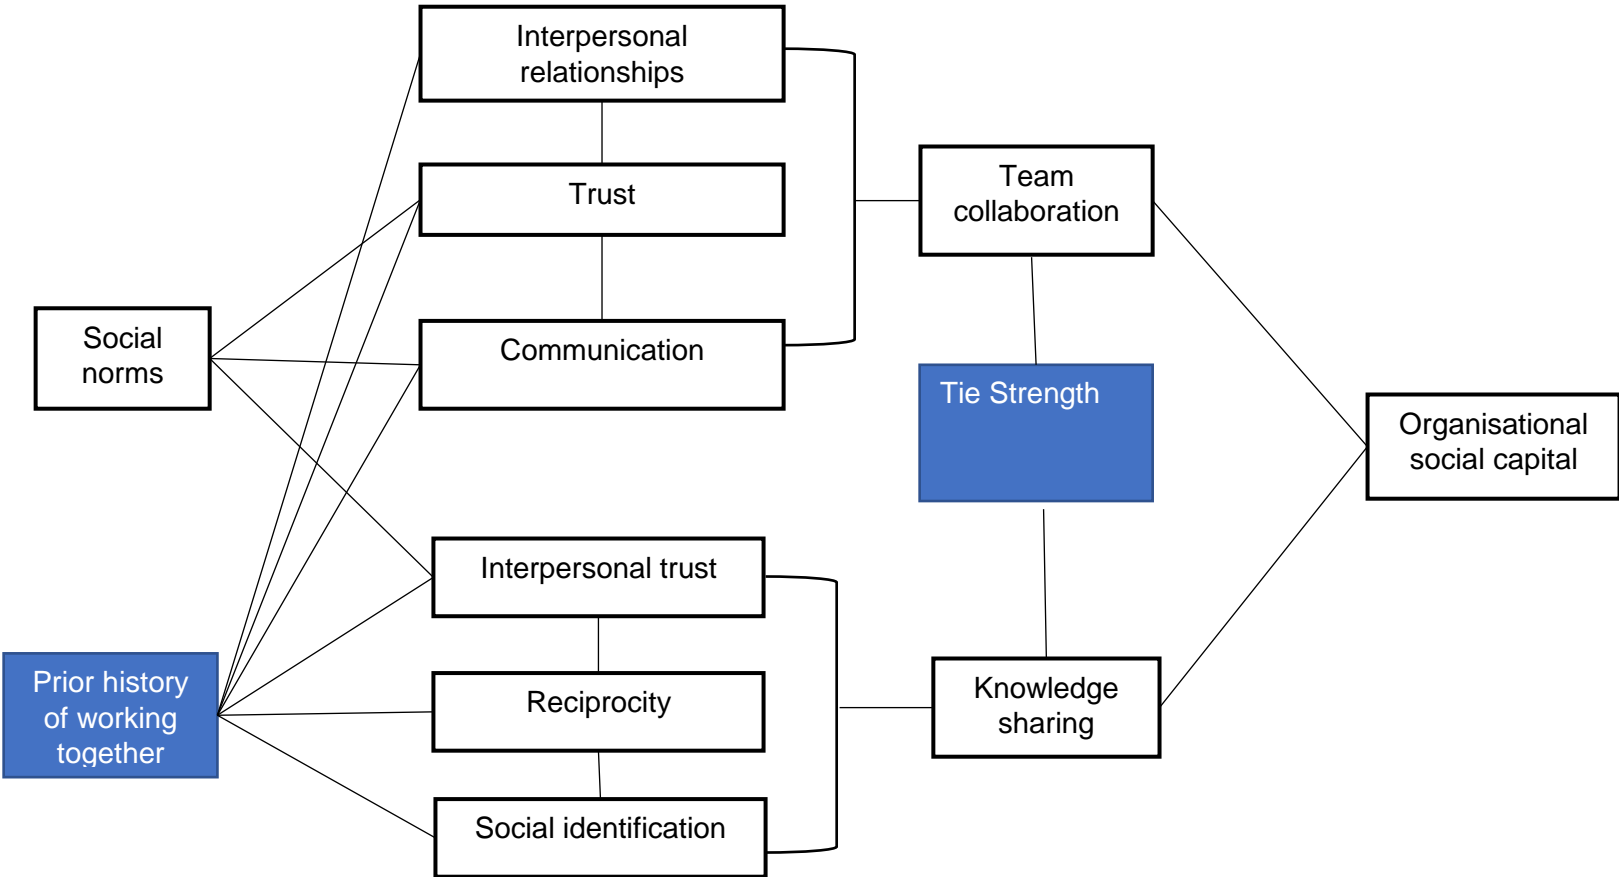 Interpersonal
relationships
Trust
Communication
Social
norms
Team
collaboration
Tie Strength
Organisational
social capital
Interpersonal trust
Reciprocity
Social identification
Prior history
of working
together
Knowledge
sharing